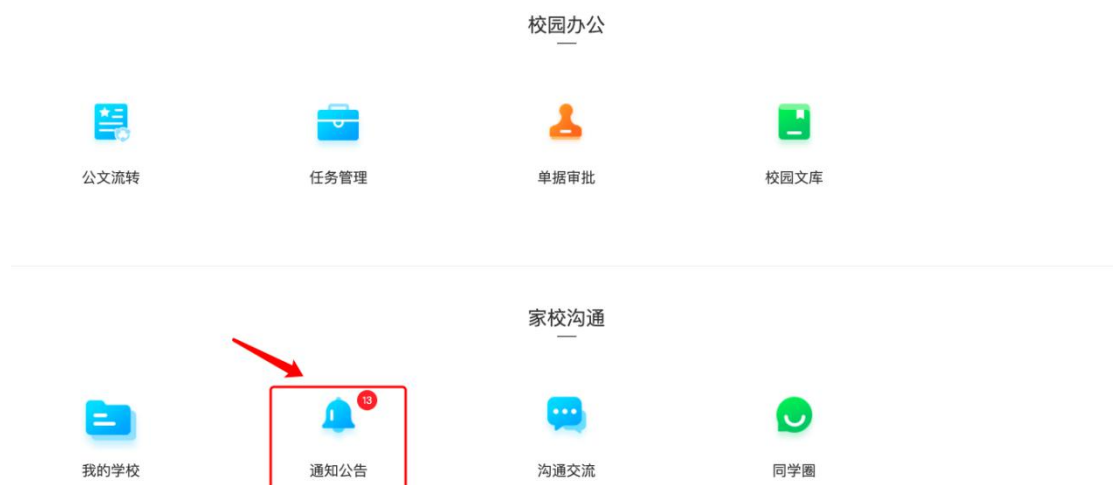 校园办公
公文流转
任务管理
单据审批
校园文库
家校沟通
13
我的学校
通知公告
沟通交流
同学圈